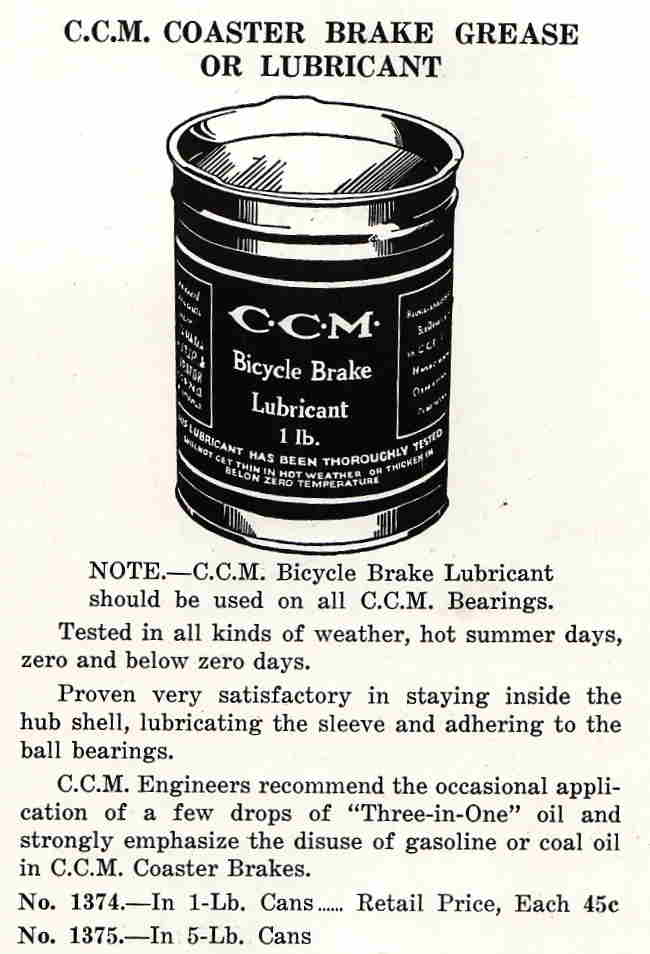 C.C.M. COASTER BRAKE GREASE
OR LUBRICANT
C·C·M·
Bicycle Brake
Lubricant
1 lb.
LUBRICANT HAS BEEN THOROUGHLY TESTED
GET THIN IN HOT WEATHER OR THICKEN IN
BELOW ZERO TEMPERATURE
NOTE.—C.C.M. Bicycle Brake Lubricant
should be used on all C.C.M. Bearings.
Tested in all kinds of weather, hot summer days,
zero and below zero days.
Proven very satisfactory in staying inside the
hub shell, lubricating the sleeve and adhering to the
ball bearings.
C.C.M. Engineers recommend the occasional appli-
cation of a few drops of “Three-in-One” oil and
strongly emphasize the disuse of gasoline or coal oil
in C.C.M. Coaster Brakes.
No. 1374.—In 1-Lb. Cans...... Retail Price, Each 45c
No. 1375.—In 5-Lb. Cans